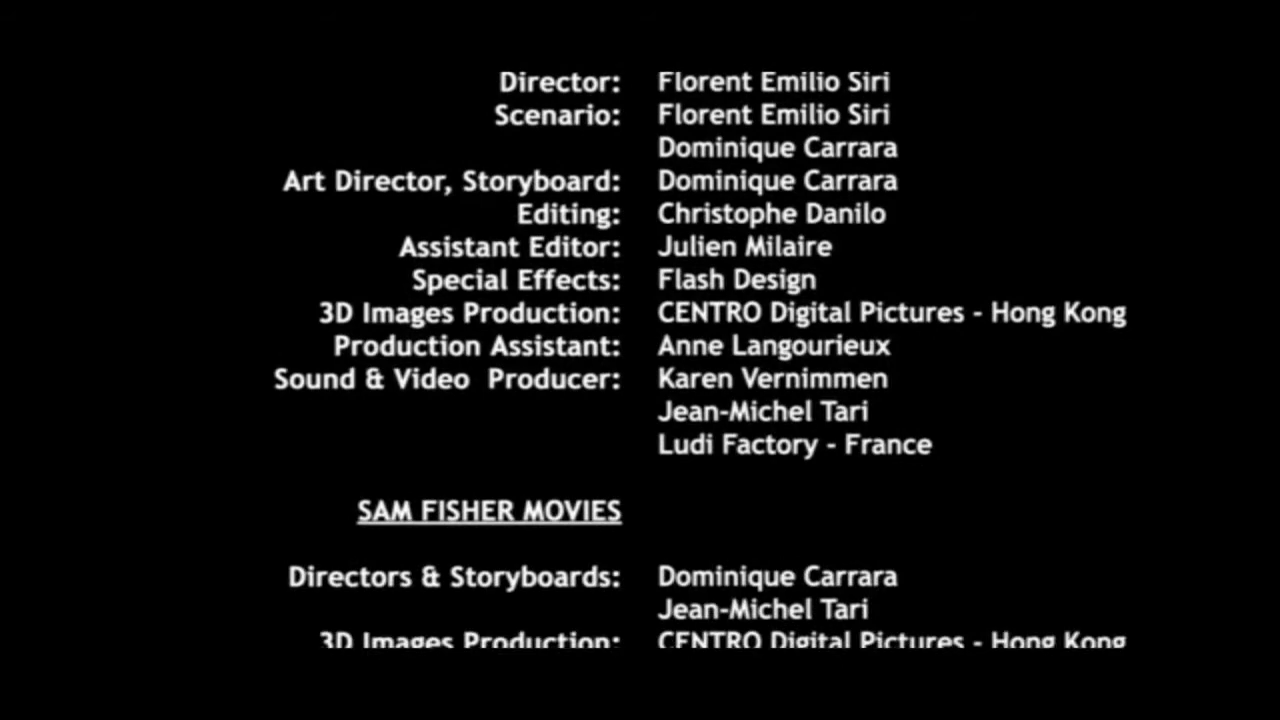 Director: Florent Emilio Siri
Scenario: Florent Emilio Siri
Dominique Carrara
Art Director, Storyboard: Dominique Carrara
Editing: Christophe Danilo
Assistant Editor: Julien Milaire
Special Effects: Flash Design
3D Images Production: CENTRO Digital Pictures - Hong Kong
Production Assistant: Anne Langourieux
Sound & Video Producer: Karen Vernimmen
Jean-Michel Tari
Ludi Factory - France
SAM FISHER MOVIES
Directors & Storyboards: Dominique Carrara
Jean-Michel Tari
3D Images Production: CENTRO Digital Pictures - Hong Kong